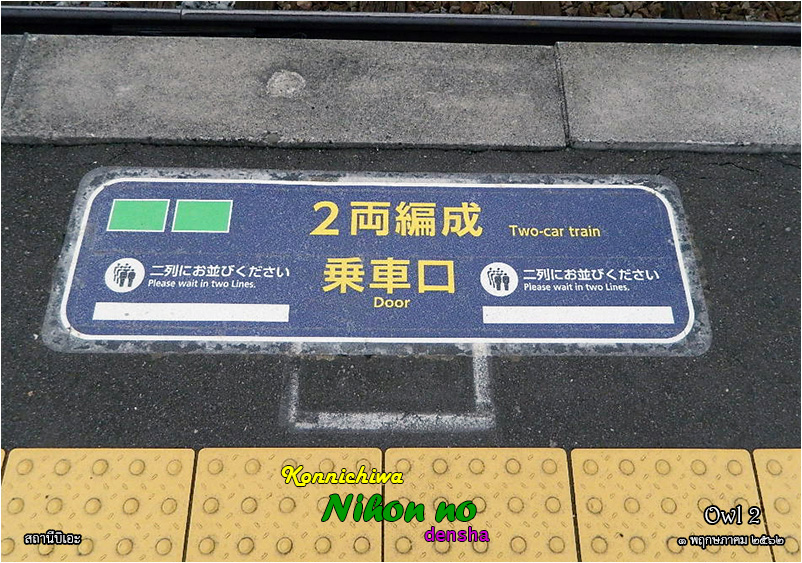 ２両編成 Two-car train
二列にお並びください
Please wait in two Lines.
乗車口
Door
二列にお並びください
Please wait in two Lines.
Konnichiwa
Nihon no
densha
สถานีบิเอะ
Owl 2
๑ พฤษภาคม ๒๕๖๒